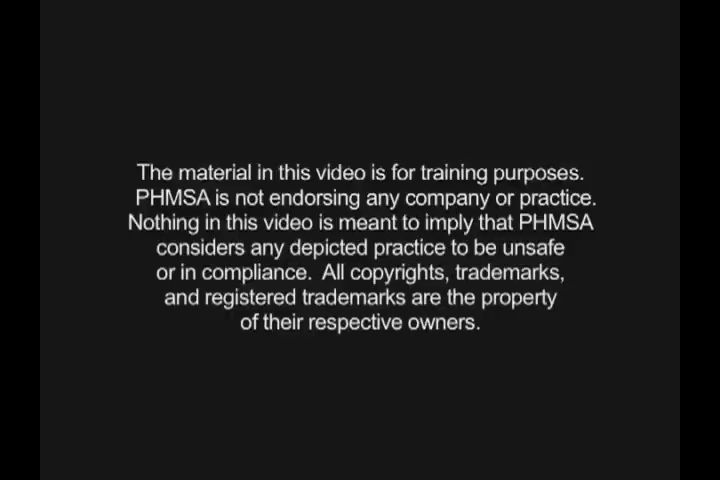 The material in this video is for training purposes.
PHMSA is not endorsing any company or practice.
Nothing in this video is meant to imply that PHMSA
considers any depicted practice to be unsafe
or in compliance. All copyrights, trademarks,
and registered trademarks are the property
of their respective owners.